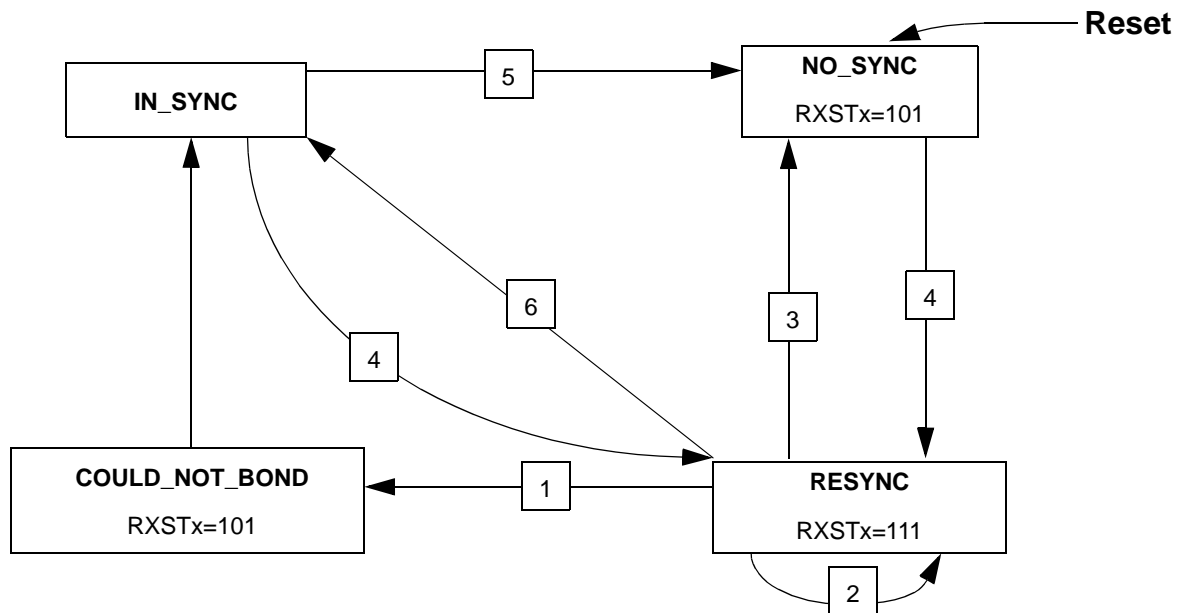 Reset
NO_SYNC
RXSTx=101
IN_SYNC
5
6
3
4
4
COULD_NOT_BOND
RXSTx=101
1
RESYNC
RXSTx=111
2